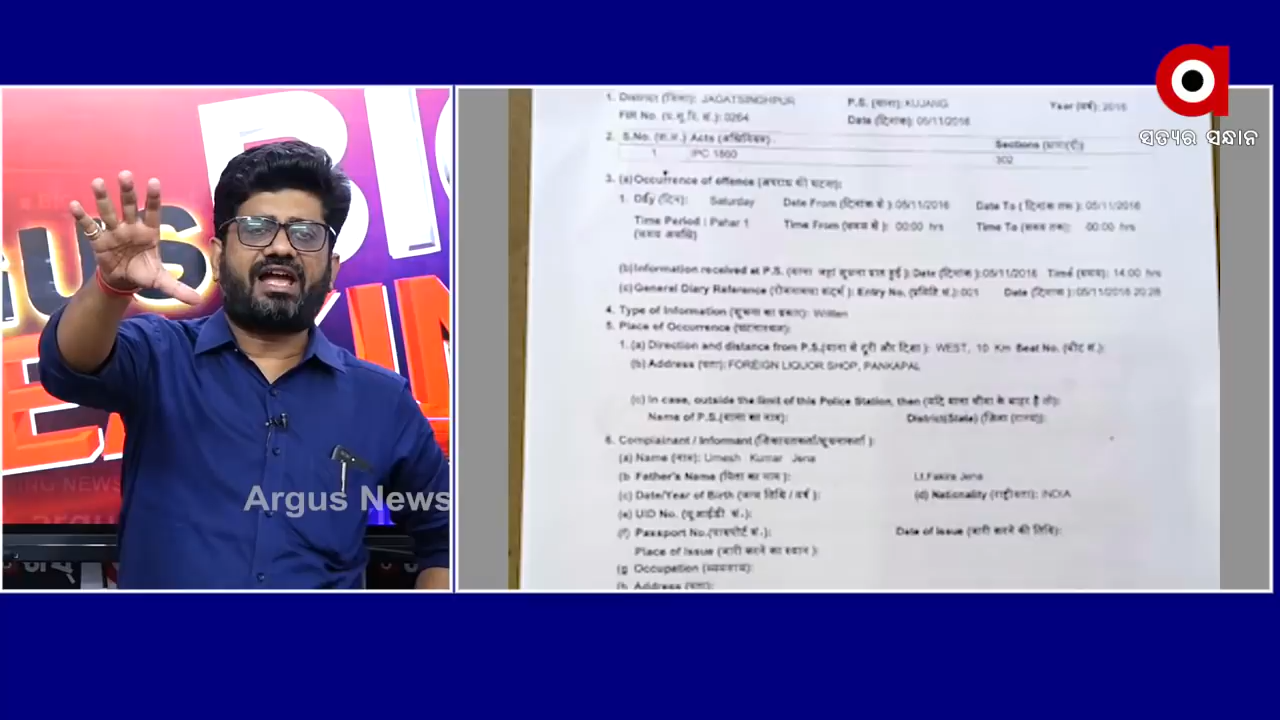 ସତ୍ୟର ସନ୍ଧାନ
Argus News
BIG
GUS
1. District (जिला): JAGATSINGHPUR P.S. (थाना): KUJANG Year (वर्ष): 2016
FIR No. (प्र.सू.रि. सं.): 0264 Date (दिनांक): 05/11/2016
2. S.No. (क्र.सं.) Acts (अधिनियम) Sections (धारा(एँ))
1 IPC 1860 302
3. (a) Occurrence of offence (अपराध की घटना):
1. Day (दिन): Saturday Date From (दिनांक से): 05/11/2016 Date To (दिनांक तक): 05/11/2016
Time Period : Pahar 1 Time From (समय से): 00:00 hrs Time To (समय तक): 00:00 hrs
(समय अवधि)
(b) Information received at P.S. (थाना जहां सूचना प्राप्त हुई): Date (दिनांक): 05/11/2016 Time (समय): 14:00 hrs
(c) General Diary Reference (रोजनामचा संदर्भ): Entry No. (प्रविष्टि सं.): 001 Date (दिनांक): 05/11/2016 20:28
4. Type of Information (सूचना का प्रकार): Written
5. Place of Occurrence (घटनास्थल):
1. (a) Direction and distance from P.S. (थाना से दूरी और दिशा): WEST, 10 Km Beat No. (बीट सं.):
(b) Address (पता): FOREIGN LIQUOR SHOP, PANKAPAL
(c) In case, outside the limit of this Police Station, then (यदि थाना सीमा के बाहर है तो):
Name of P.S. (थाना का नाम): District(State) (जिला (राज्य)):
6. Complainant / Informant (शिकायतकर्ता/सूचनाकर्ता):
(a) Name (नाम): Umesh Kumar Jena
(b) Father's Name (पिता का नाम): Lt.Fakira Jena
(c) Date/Year of Birth (जन्म तिथि / वर्ष): (d) Nationality (राष्ट्रीयता): INDIA
(e) UID No. (यूआईडी सं.):
(f) Passport No. (पासपोर्ट सं.): Date of Issue (जारी करने की तिथि):
Place of Issue (जारी करने का स्थान):
(g) Occupation (व्यवसाय):
(h) Address (पता):